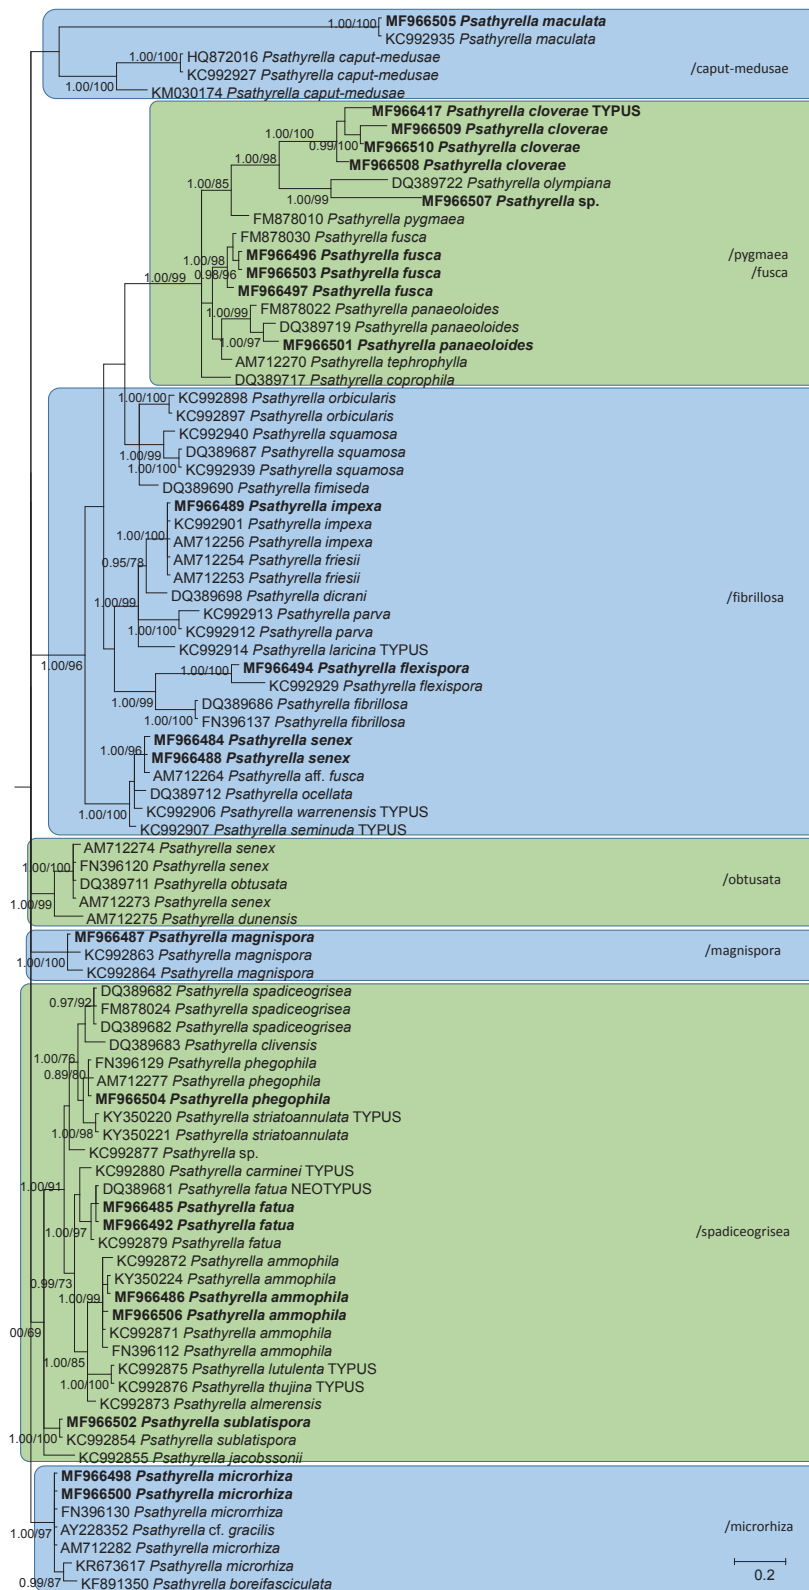 MF966505 Psathyrella maculata
1.00/100
KC992935 Psathyrella maculata
1.00/100
HQ872016 Psathyrella caput-medusae
KC992927 Psathyrella caput-medusae
/caput-medusae
1.00/100
KM030174 Psathyrella caput-medusae
MF966417 Psathyrella cloverae TYPUS
MF966509 Psathyrella cloverae
1.00/100
MF966510 Psathyrella cloverae
0.99/100
1.00/98
MF966508 Psathyrella cloverae
DQ389722 Psathyrella olympiana
1.00/85
1.00/99
MF966507 Psathyrella sp.
FM878010 Psathyrella pygmaea
FM878030 Psathyrella fusca
MF966496 Psathyrella fusca
/pygmaea
1.00/98
MF966503 Psathyrella fusca
/fusca
1.00/99
0.98/96
MF966497 Psathyrella fusca
FM878022 Psathyrella panaeoloides
1.00/99
DQ389719 Psathyrella panaeoloides
1.00/97
MF966501 Psathyrella panaeoloides
AM712270 Psathyrella tephrophylla
DQ389717 Psathyrella coprophila
1.00/100
KC992898 Psathyrella orbicularis
KC992897 Psathyrella orbicularis
KC992940 Psathyrella squamosa
1.00/99
DQ389687 Psathyrella squamosa
1.00/100
KC992939 Psathyrella squamosa
DQ389690 Psathyrella fimiseda
MF966489 Psathyrella impexa
KC992901 Psathyrella impexa
1.00/100
AM712256 Psathyrella impexa
0.95/78
AM712254 Psathyrella friesii
AM712253 Psathyrella friesii
DQ389698 Psathyrella dicrani
/fibrillosa
1.00/99
KC992913 Psathyrella parva
1.00/100
KC992912 Psathyrella parva
KC992914 Psathyrella laricina TYPUS
1.00/96
1.00/100
MF966494 Psathyrella flexispora
KC992929 Psathyrella flexispora
1.00/99
DQ389686 Psathyrella fibrillosa
1.00/100
FN396137 Psathyrella fibrillosa
MF966484 Psathyrella senex
1.00/96
MF966488 Psathyrella senex
AM712264 Psathyrella aff. fusca
DQ389712 Psathyrella ocellata
1.00/100
KC992906 Psathyrella warrenensis TYPUS
KC992907 Psathyrella seminuda TYPUS
AM712274 Psathyrella senex
1.00/100
FN396120 Psathyrella senex
DQ389711 Psathyrella obtusata
/obtusata
1.00/99
AM712273 Psathyrella senex
AM712275 Psathyrella dunensis
MF966487 Psathyrella magnispora
KC992863 Psathyrella magnispora
/magnispora
1.00/100
KC992864 Psathyrella magnispora
DQ389682 Psathyrella spadiceogrisea
0.97/92
FM878024 Psathyrella spadiceogrisea
DQ389682 Psathyrella spadiceogrisea
DQ389683 Psathyrella clivensis
1.00/76
FN396129 Psathyrella phegophila
0.89/80
AM712277 Psathyrella phegophila
MF966504 Psathyrella phegophila
KY350220 Psathyrella striatoannulata TYPUS
1.00/98
KY350221 Psathyrella striatoannulata
KC992877 Psathyrella sp.
KC992880 Psathyrella carminei TYPUS
1.00/91
DQ389681 Psathyrella fatua NEOTYPUS
MF966485 Psathyrella fatua
MF966492 Psathyrella fatua
/spadiceogrisea
1.00/97
KC992879 Psathyrella fatua
KC992872 Psathyrella ammophila
0.99/73
KY350224 Psathyrella ammophila
1.00/99
MF966486 Psathyrella ammophila
MF966506 Psathyrella ammophila
00/69
KC992871 Psathyrella ammophila
FN396112 Psathyrella ammophila
1.00/85
KC992875 Psathyrella lutulenta TYPUS
1.00/100
KC992876 Psathyrella thujina TYPUS
KC992873 Psathyrella almerensis
MF966502 Psathyrella sublatispora
1.00/100
KC992854 Psathyrella sublatispora
KC992855 Psathyrella jacobssonii
MF966498 Psathyrella microrhiza
MF966500 Psathyrella microrhiza
FN396130 Psathyrella microrrhiza
1.00/97
AY228352 Psathyrella cf. gracilis
/microrhiza
AM712282 Psathyrella microrhiza
KR673617 Psathyrella microrhiza
0.99/87
KF891350 Psathyrella boreifasciculata
0.2